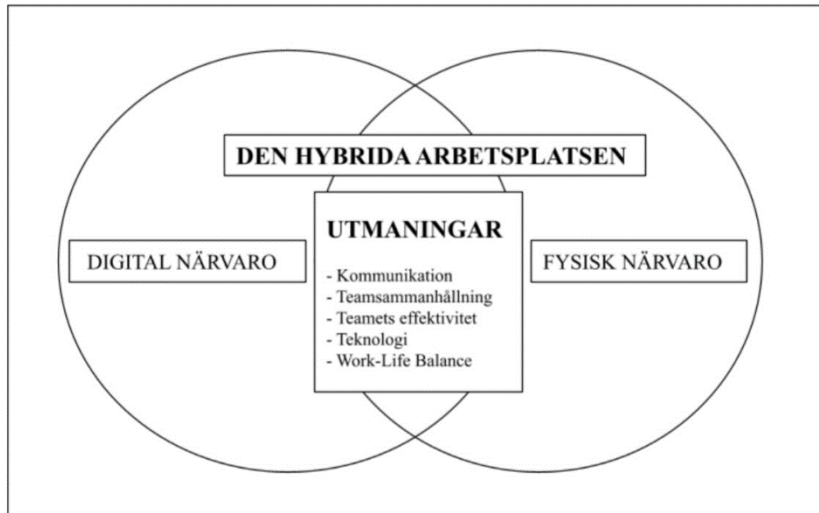 DEN HYBRIDA ARBETSPLATSEN
UTMANINGAR
DIGITAL NÄRVARO
FYSISK NÄRVARO
- Kommunikation
- Teamsammanhållning
- Teamets effektivitet
- Teknologi
- Work-Life Balance